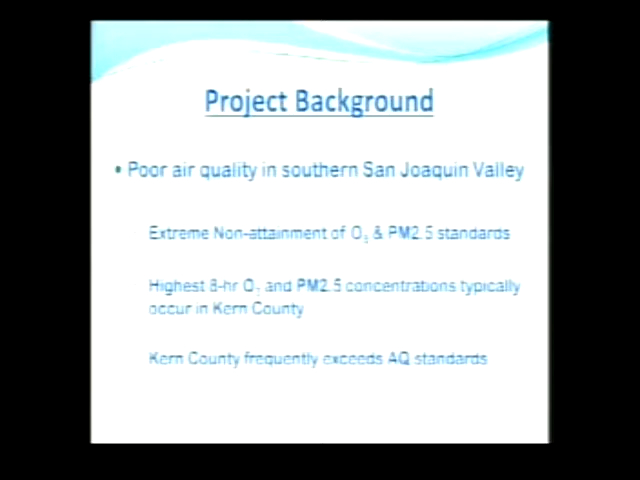 Project Background
• Poor air quality in southern San Joaquin Valley
Extreme Non-attainment of O₃ & PM2.5 standards
Highest 8-hr O₃ and PM2.5 concentrations typically
occur in Kern County
Kern County frequently exceeds AQ standards